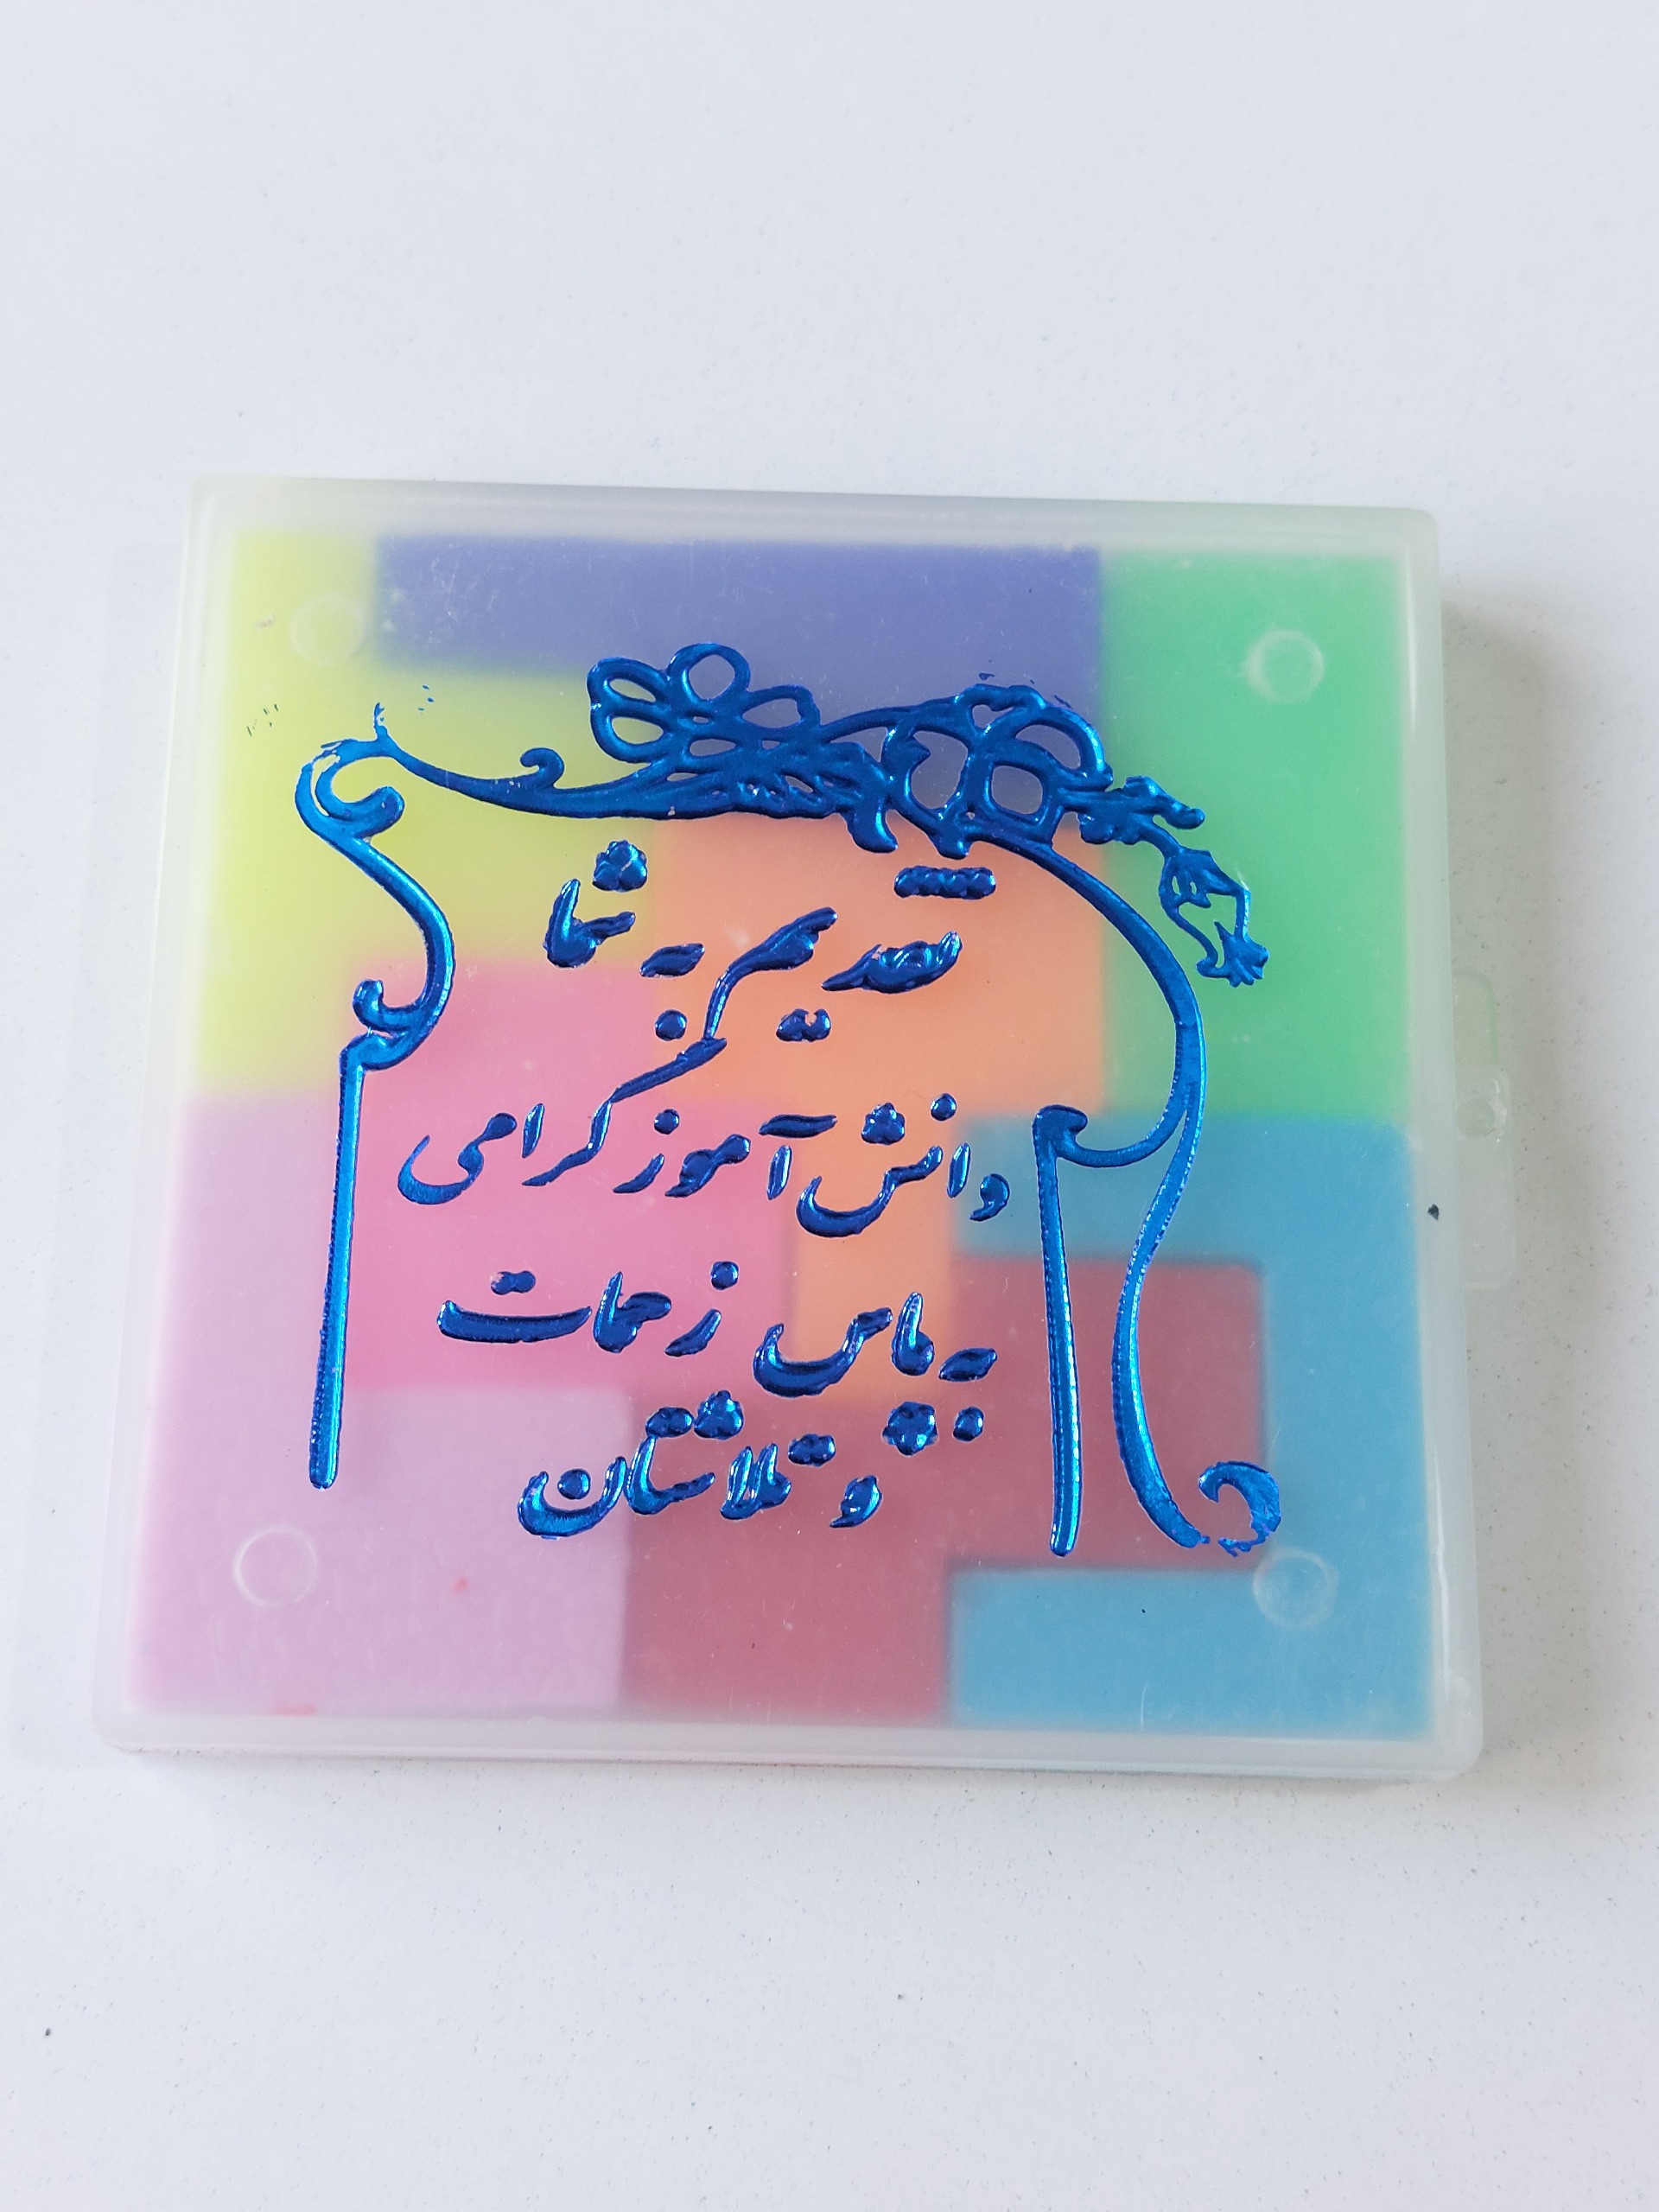 تقدیم به شما
دانش آموز گرامی
به پاس زحمات
و تلاشتان